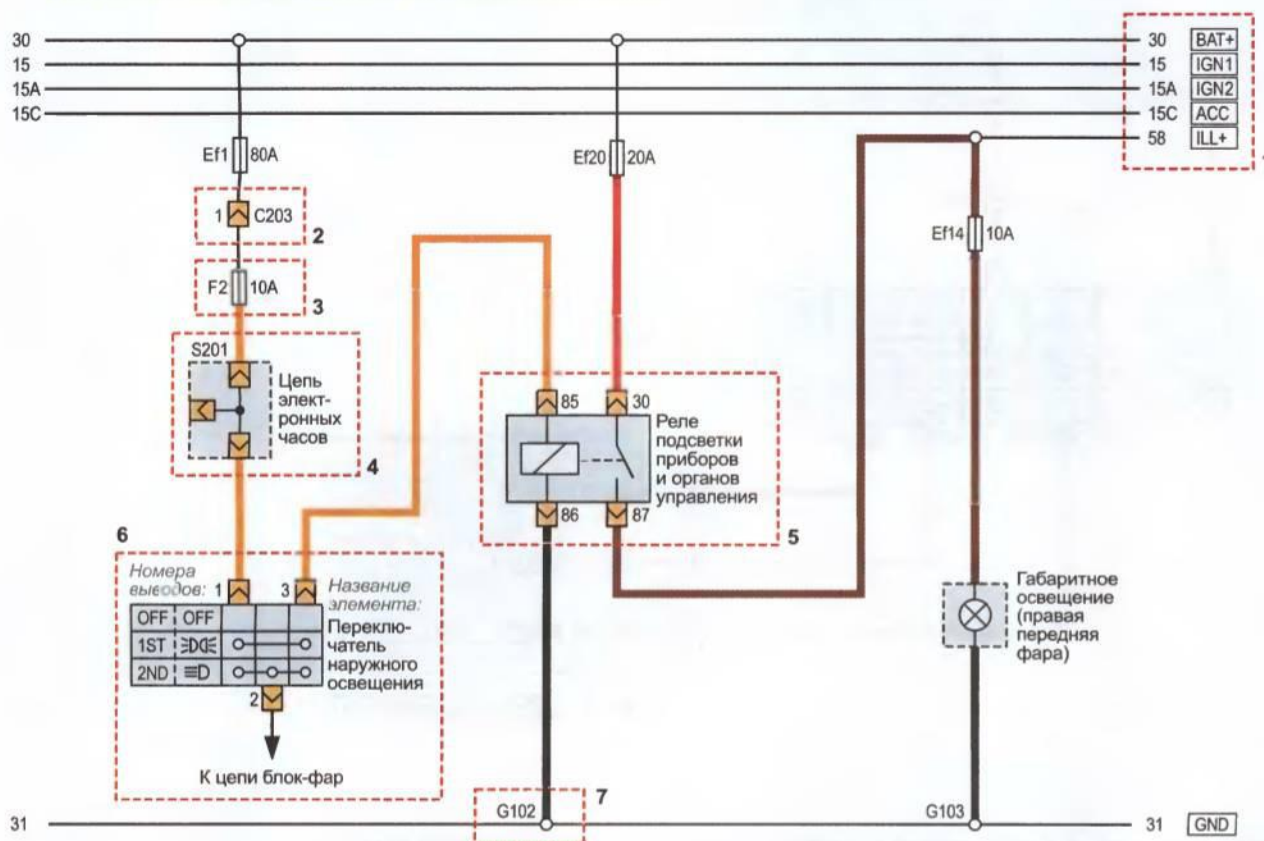 30
30 BAT+
15
15 IGN1
15A
15A IGN2
15C
15C ACC
58 ILL+
Ef1 80A
Ef20 20A
1 C203
2
Ef14 10A
F2 10A
3
S201
Цепь
элект-
ронных
часов
4
85
30
Реле
подсветки
приборов
и органов
управления
86
87
5
6
Номера
выводов:
1
3
Название
элемента:
OFF OFF
1ST
2ND
Переклю-
чатель
наружного
освещения
2
К цепи блок-фар
Габаритное
освещение
(правая
передняя
фара)
7
31
G102
G103
31 GND